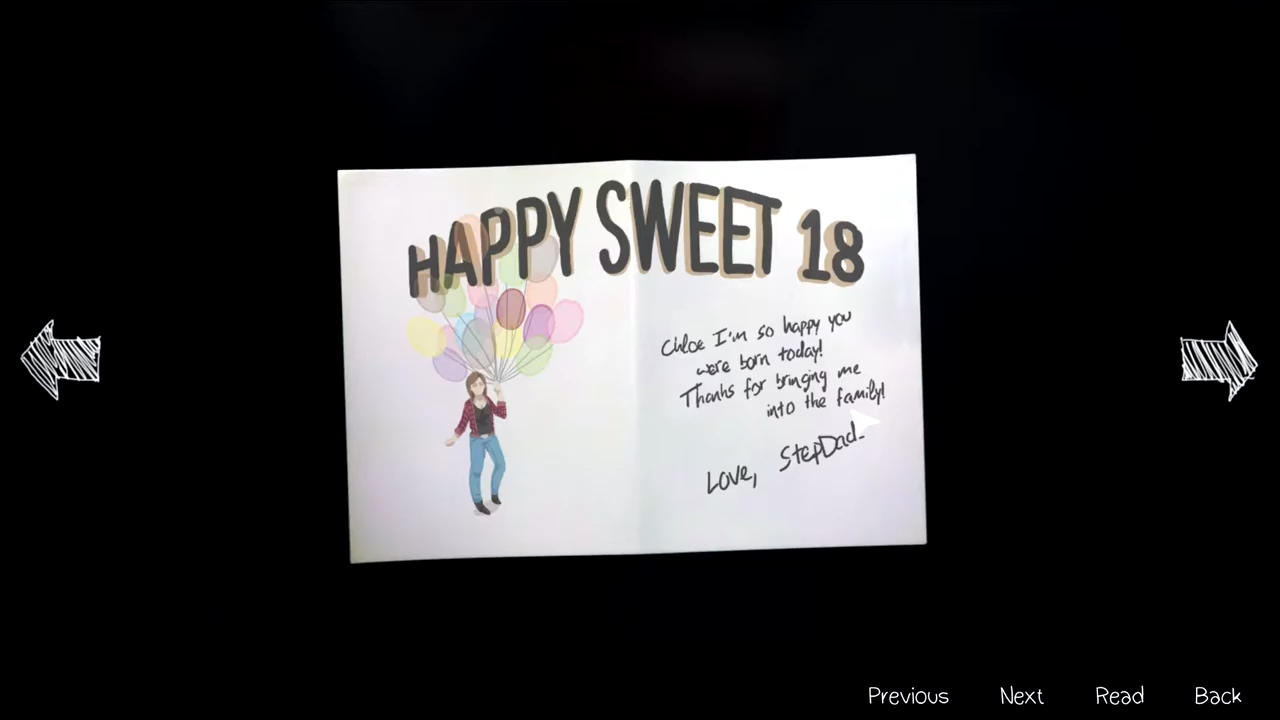 HAPPY SWEET 18
Chloe I'm so happy you
were born today!
Thanks for bringing me
into the family!
Love, StepDad
Previous Next Read Back